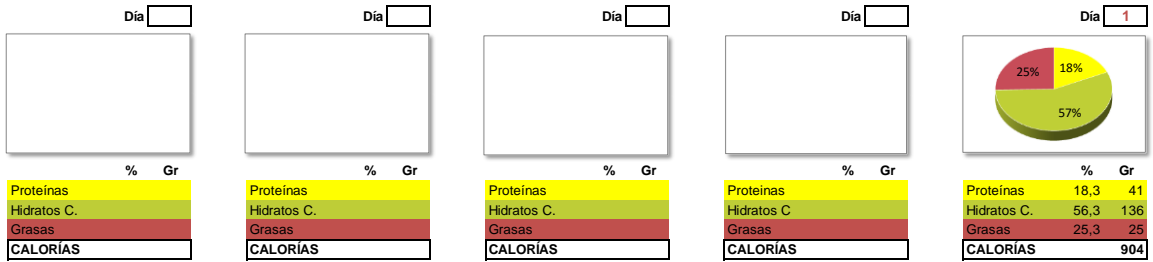 Día Día Día Día Día 1
25% 18%
57%
% Gr % Gr % Gr % Gr % Gr
Proteínas Proteínas Proteínas Proteinas Proteínas 18,3 41
Hidratos C. Hidratos C. Hidratos C. Hidratos C Hidratos C. 56,3 136
Grasas Grasas Grasas Grasas Grasas 25,3 25
CALORÍAS CALORÍAS CALORÍAS CALORÍAS CALORÍAS 904